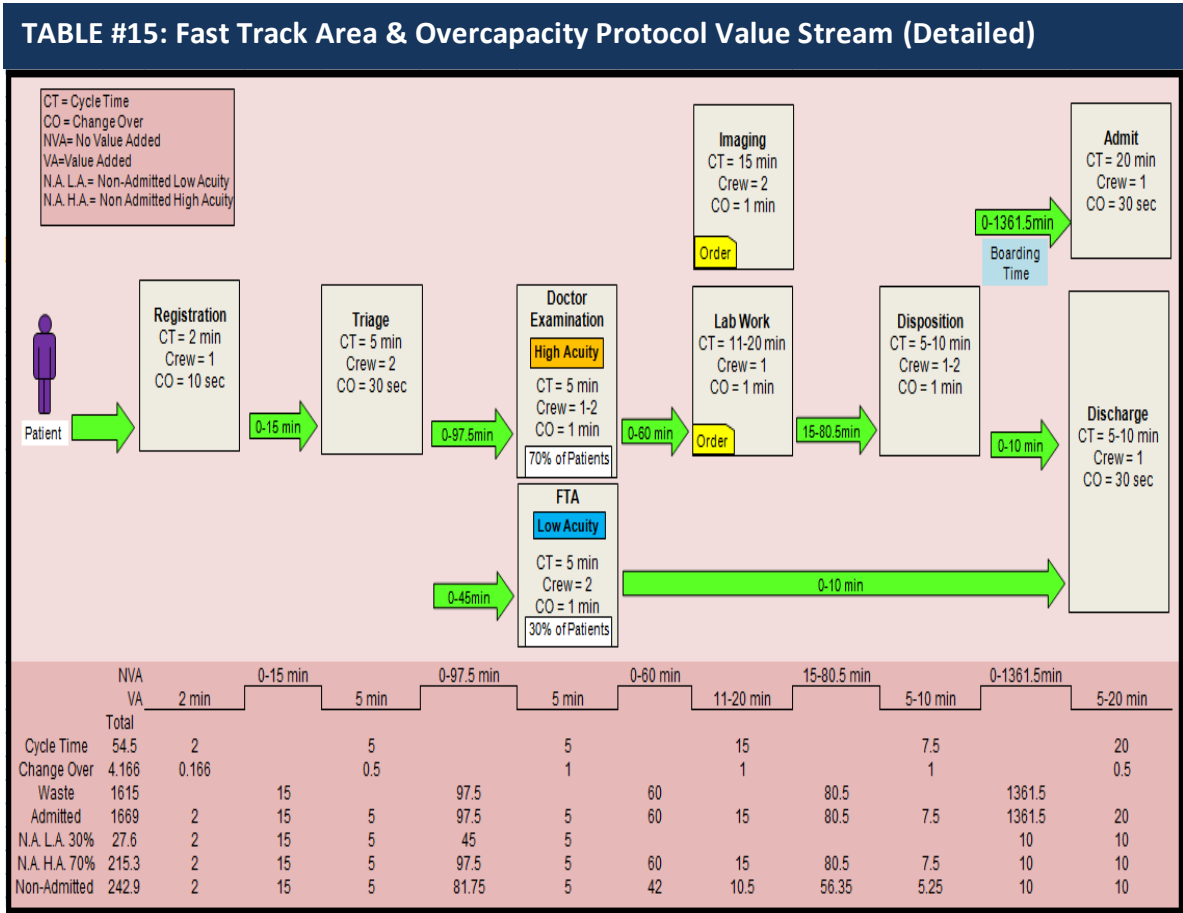 TABLE #15: Fast Track Area & Overcapacity Protocol Value Stream (Detailed)
CT = Cycle Time
CO = Change Over
NVA= No Value Added
VA=Value Added
N.A. L.A.= Non-Admitted Low Acuity
N.A. H.A.= Non Admitted High Acuity
Imaging
CT = 15 min
Crew = 2
CO = 1 min
Order
Admit
CT = 20 min
Crew = 1
CO = 30 sec
0-1361.5min
Boarding
Time
Patient
Registration
CT = 2 min
Crew = 1
CO = 10 sec
0-15 min
Triage
CT = 5 min
Crew = 2
CO = 30 sec
0-97.5min
Doctor
Examination
High Acuity
CT = 5 min
Crew = 1-2
CO = 1 min
70% of Patients
0-60 min
Lab Work
CT = 11-20 min
Crew = 1
CO = 1 min
Order
15-80.5min
Disposition
CT = 5-10 min
Crew = 1-2
CO = 1 min
0-10 min
Discharge
CT = 5-10 min
Crew = 1
CO = 30 sec
0-45min
FTA
Low Acuity
CT = 5 min
Crew = 2
CO = 1 min
30% of Patients
0-10 min
NVA 0-15 min 0-97.5 min 0-60 min 15-80.5 min 0-1361.5min
VA 2 min 5 min 5 min 11-20 min 5-10 min 5-20 min
Total
Cycle Time 54.5 2 5 5 15 7.5 20
Change Over 4.166 0.166 0.5 1 1 1 0.5
Waste 1615 15 97.5 60 80.5 1361.5
Admitted 1669 2 15 5 97.5 5 60 15 80.5 7.5 1361.5 20
N.A. L.A. 30% 27.6 2 15 5 45 5 10 10
N.A. H.A. 70% 215.3 2 15 5 97.5 5 60 15 80.5 7.5 10 10
Non-Admitted 242.9 2 15 5 81.75 5 42 10.5 56.35 5.25 10 10